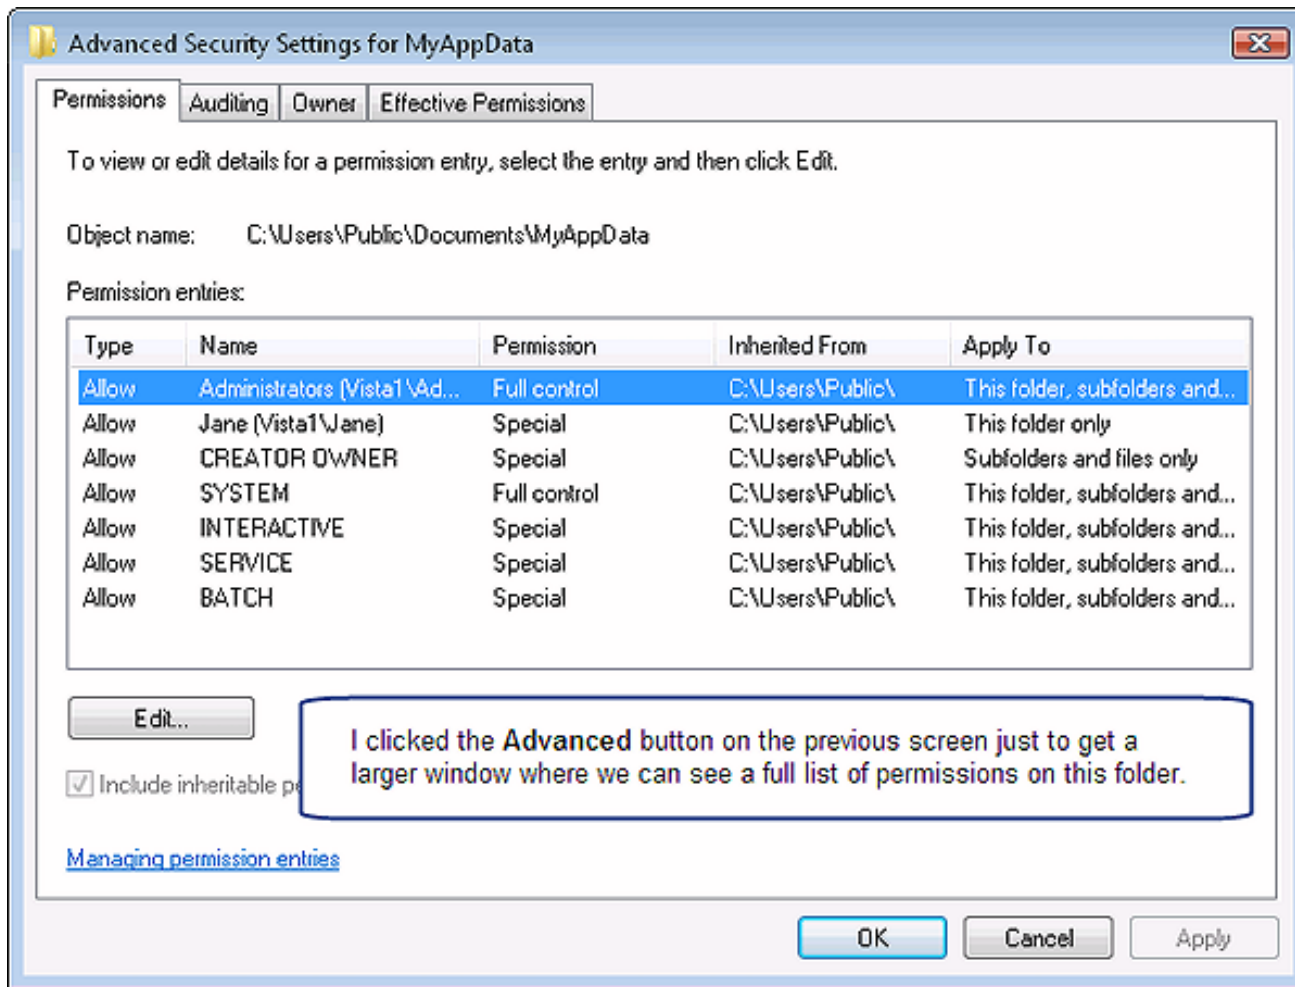 Advanced Security Settings for MyAppData
Permissions Auditing Owner Effective Permissions
To view or edit details for a permission entry, select the entry and then click Edit.
Object name: C:\Users\Public\Documents\MyAppData
Permission entries:
Type Name Permission Inherited From Apply To
Allow Administrators (Vista1\Ad... Full control C:\Users\Public\ This folder, subfolders and...
Allow Jane (Vista1\Jane) Special C:\Users\Public\ This folder only
Allow CREATOR OWNER Special C:\Users\Public\ Subfolders and files only
Allow SYSTEM Full control C:\Users\Public\ This folder, subfolders and...
Allow INTERACTIVE Special C:\Users\Public\ This folder, subfolders and...
Allow SERVICE Special C:\Users\Public\ This folder, subfolders and...
Allow BATCH Special C:\Users\Public\ This folder, subfolders and...
Edit...
I clicked the Advanced button on the previous screen just to get a
larger window where we can see a full list of permissions on this folder.
Include inheritable
Managing permission entries
OK Cancel Apply